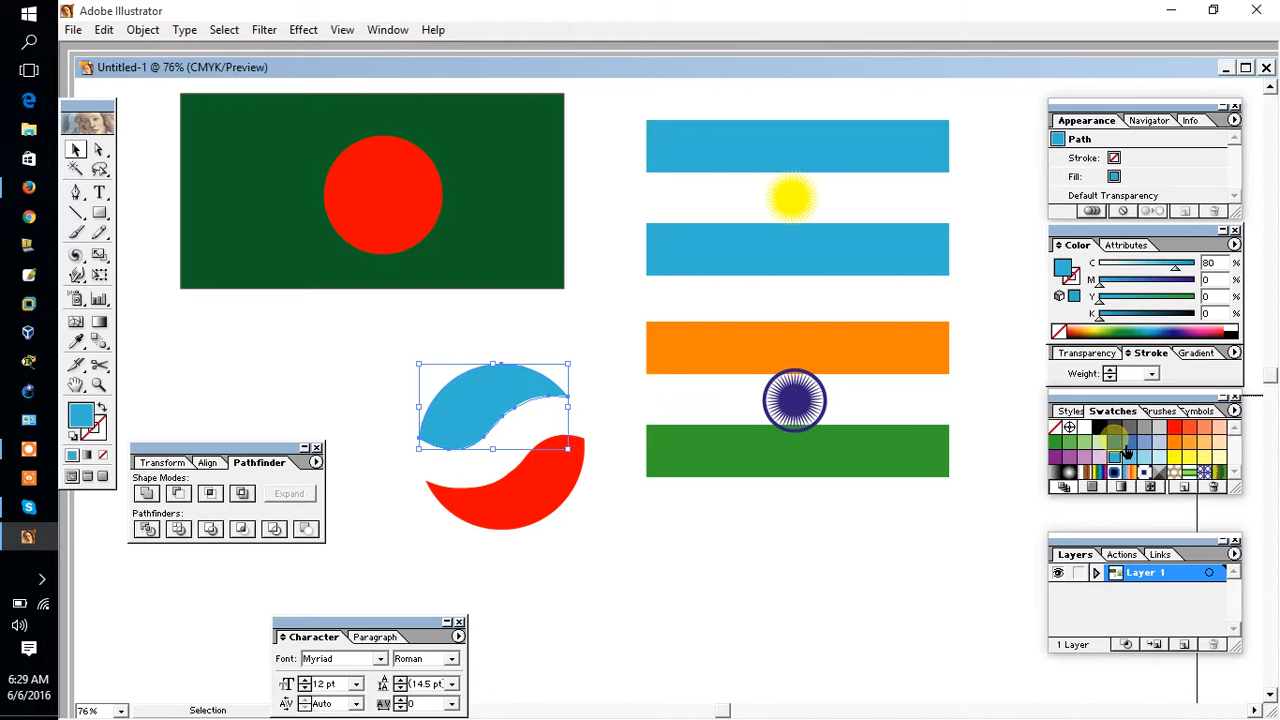 Adobe Illustrator
File Edit Object Type Select Filter Effect View Window Help
Untitled-1 @ 76% (CMYK/Preview)
Appearance Navigator Info
Path
Stroke:
Fill:
Default Transparency
Color Attributes
C 80 %
M 0 %
Y 0 %
K 0 %
Transparency Stroke Gradient
Weight:
Styles Swatches Brushes Symbols
Transform Align Pathfinder
Shape Modes:
Expand
Pathfinders:
Layers Actions Links
Layer 1
1 Layer
Character Paragraph
Font: Myriad Roman
12 pt (14.5 pt)
Auto 0
6:29 AM
6/6/2016
76% Selection